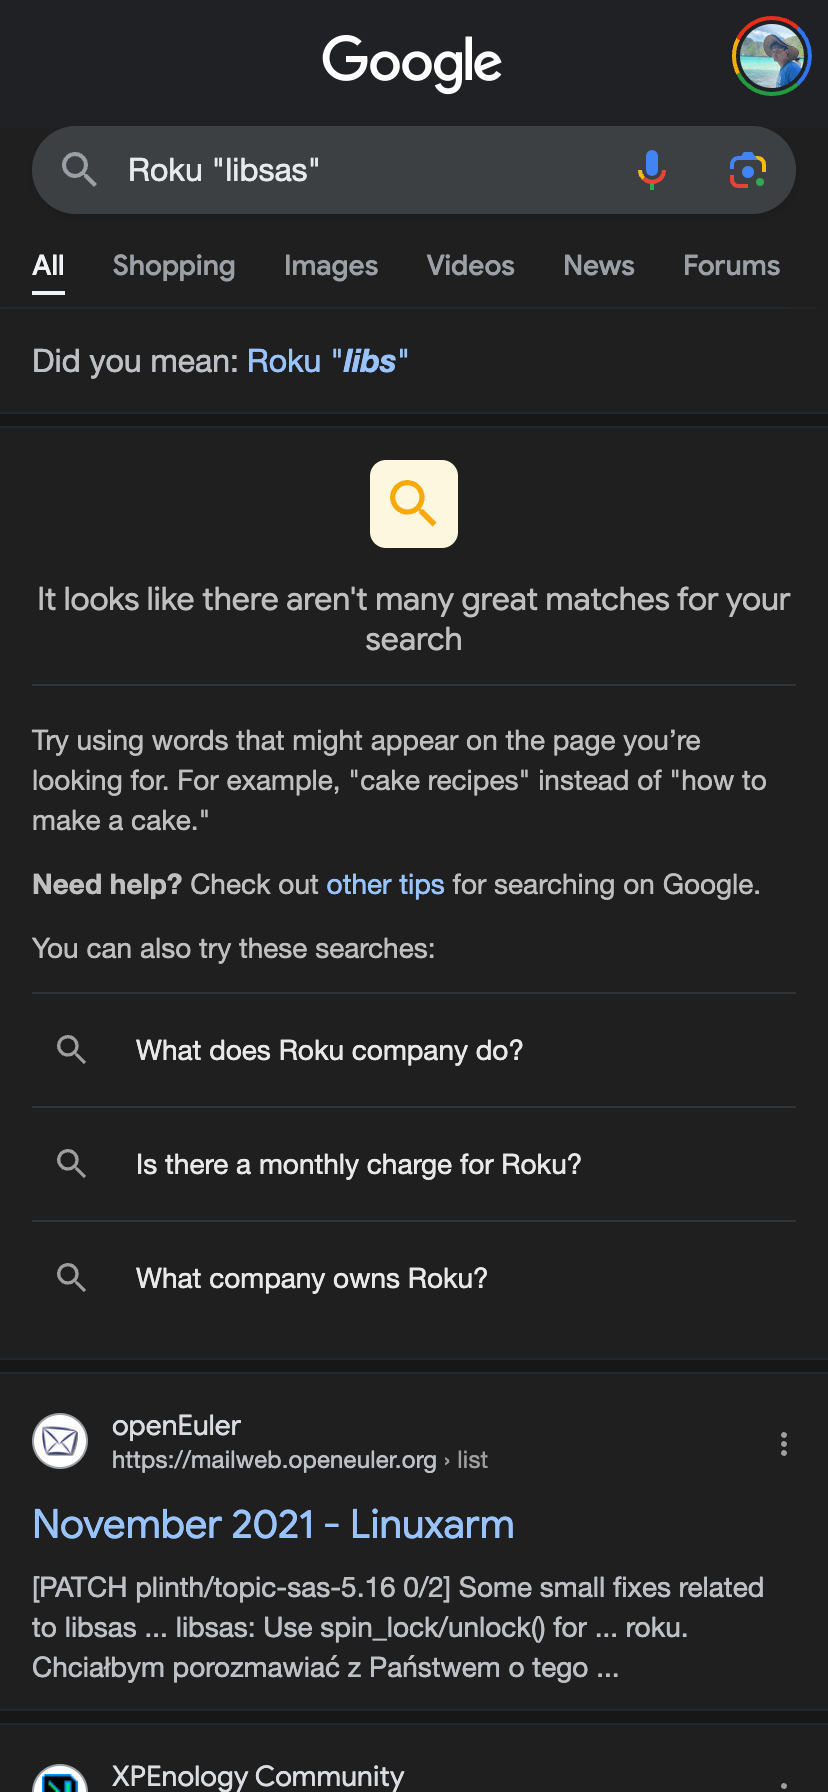 Google
Roku "libsas"
All Shopping Images Videos News Forums
Did you mean: Roku "libs"
It looks like there aren't many great matches for your
search
Try using words that might appear on the page you’re
looking for. For example, "cake recipes" instead of "how to
make a cake."
Need help? Check out other tips for searching on Google.
You can also try these searches:
What does Roku company do?
Is there a monthly charge for Roku?
What company owns Roku?
openEuler
https://mailweb.openeuler.org › list
November 2021 - Linuxarm
[PATCH plinth/topic-sas-5.16 0/2] Some small fixes related
to libsas ... libsas: Use spin_lock/unlock() for ... roku.
Chciałbym porozmawiać z Państwem o tego ...
XPEnology Community